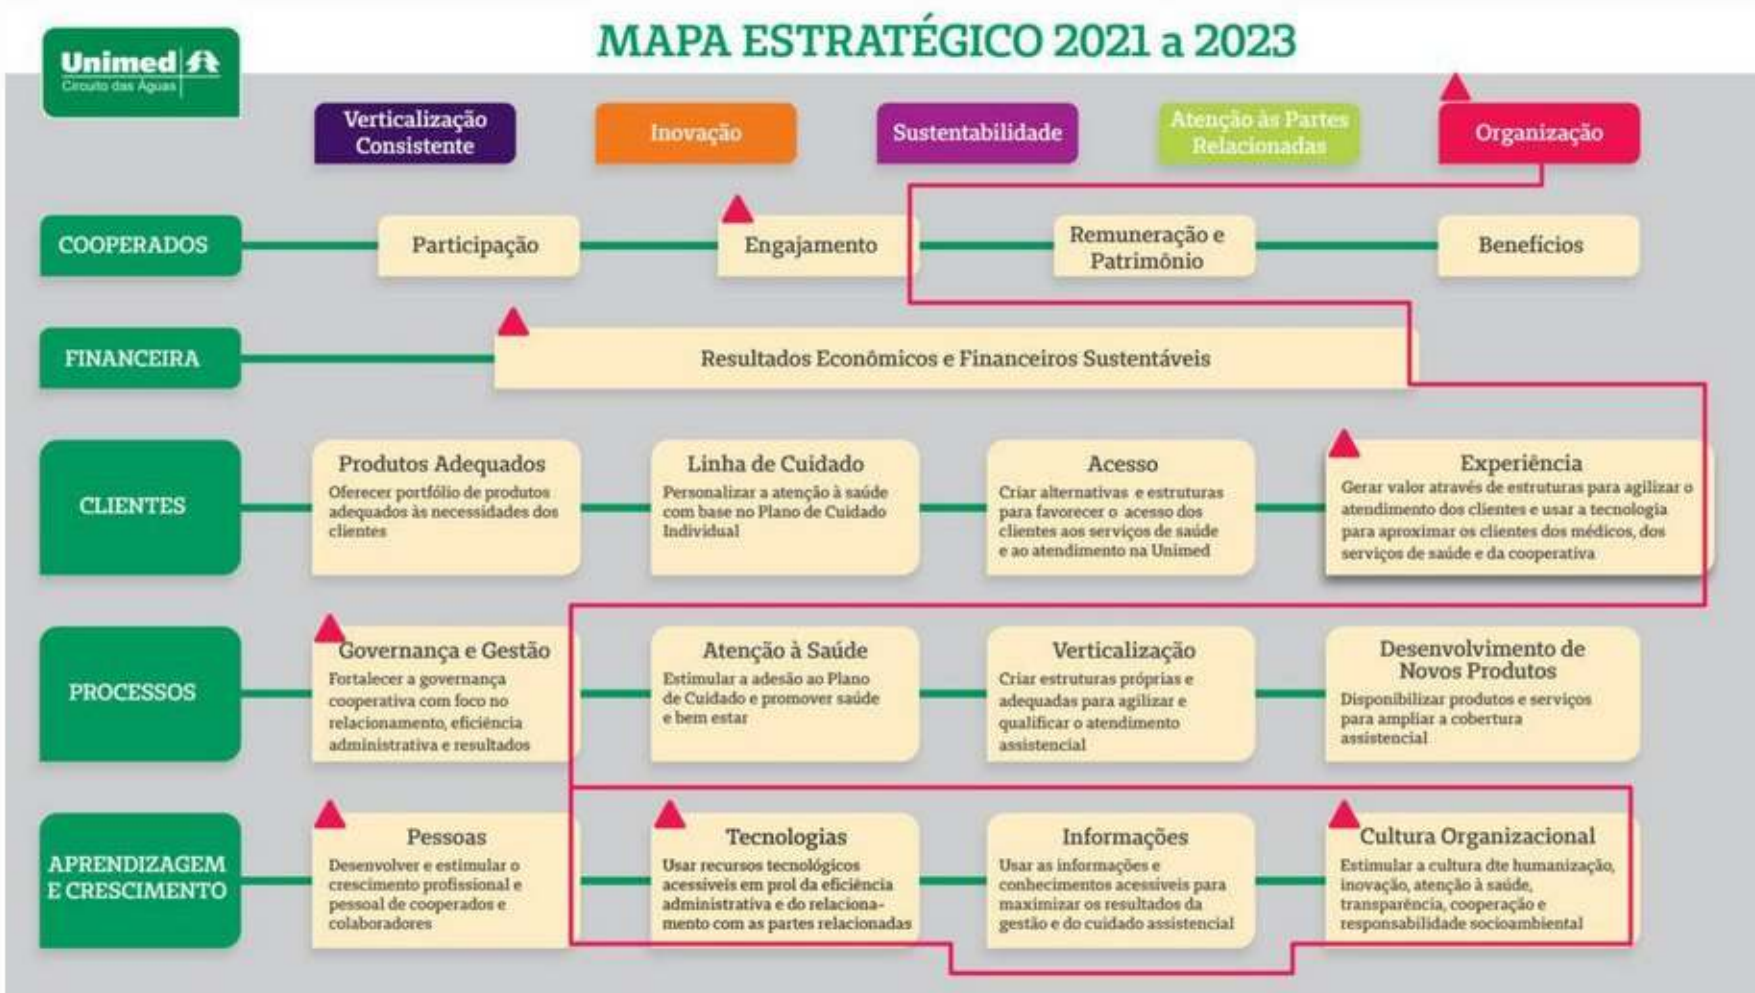 MAPA ESTRATÉGICO 2021 a 2023
Unimed
Circuito das Águas
Verticalização
Consistente
Inovação
Sustentabilidade
Atenção às Partes
Relacionadas
Organização
COOPERADOS
Participação
Engajamento
Remuneração e
Patrimônio
Benefícios
FINANCEIRA
Resultados Econômicos e Financeiros Sustentáveis
CLIENTES
Produtos Adequados
Oferecer portfólio de produtos
adequados às necessidades dos
clientes
Linha de Cuidado
Personalizar a atenção à saúde
com base no Plano de Cuidado
Individual
Acesso
Criar alternativas e estruturas
para favorecer o acesso dos
clientes aos serviços de saúde
e ao atendimento na Unimed
Experiência
Gerar valor através de estruturas para agilizar o
atendimento dos clientes e usar a tecnologia
para aproximar os clientes dos médicos, dos
serviços de saúde e da cooperativa
PROCESSOS
Governança e Gestão
Fortalecer a governança
cooperativa com foco no
relacionamento, eficiência
administrativa e resultados
Atenção à Saúde
Estimular a adesão ao Plano
de Cuidado e promover saúde
e bem estar
Verticalização
Criar estruturas próprias e
adequadas para agilizar e
qualificar o atendimento
assistencial
Desenvolvimento de
Novos Produtos
Disponibilizar produtos e serviços
para ampliar a cobertura
assistencial
APRENDIZAGEM
E CRESCIMENTO
Pessoas
Desenvolver e estimular o
crescimento profissional e
pessoal de cooperados e
colaboradores
Tecnologias
Usar recursos tecnológicos
acessíveis em prol da eficiência
administrativa e do relaciona-
mento com as partes relacionadas
Informações
Usar as informações e
conhecimentos acessíveis para
maximizar os resultados da
gestão e do cuidado assistencial
Cultura Organizacional
Estimular a cultura dte humanização,
inovação, atenção à saúde,
transparência, cooperação e
responsabilidade socioambiental